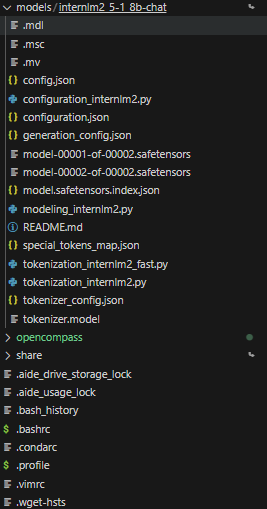 models / internlm2_5-1_8b-chat
.mdl
.msc
.mv
config.json
configuration_internlm2.py
configuration.json
generation_config.json
model-00001-of-00002.safetensors
model-00002-of-00002.safetensors
model.safetensors.index.json
modeling_internlm2.py
README.md
special_tokens_map.json
tokenization_internlm2_fast.py
tokenization_internlm2.py
tokenizer_config.json
tokenizer.model
opencompass
share
.aide_drive_storage_lock
.aide_usage_lock
.bash_history
.bashrc
.condarc
.profile
.vimrc
.wget-hsts